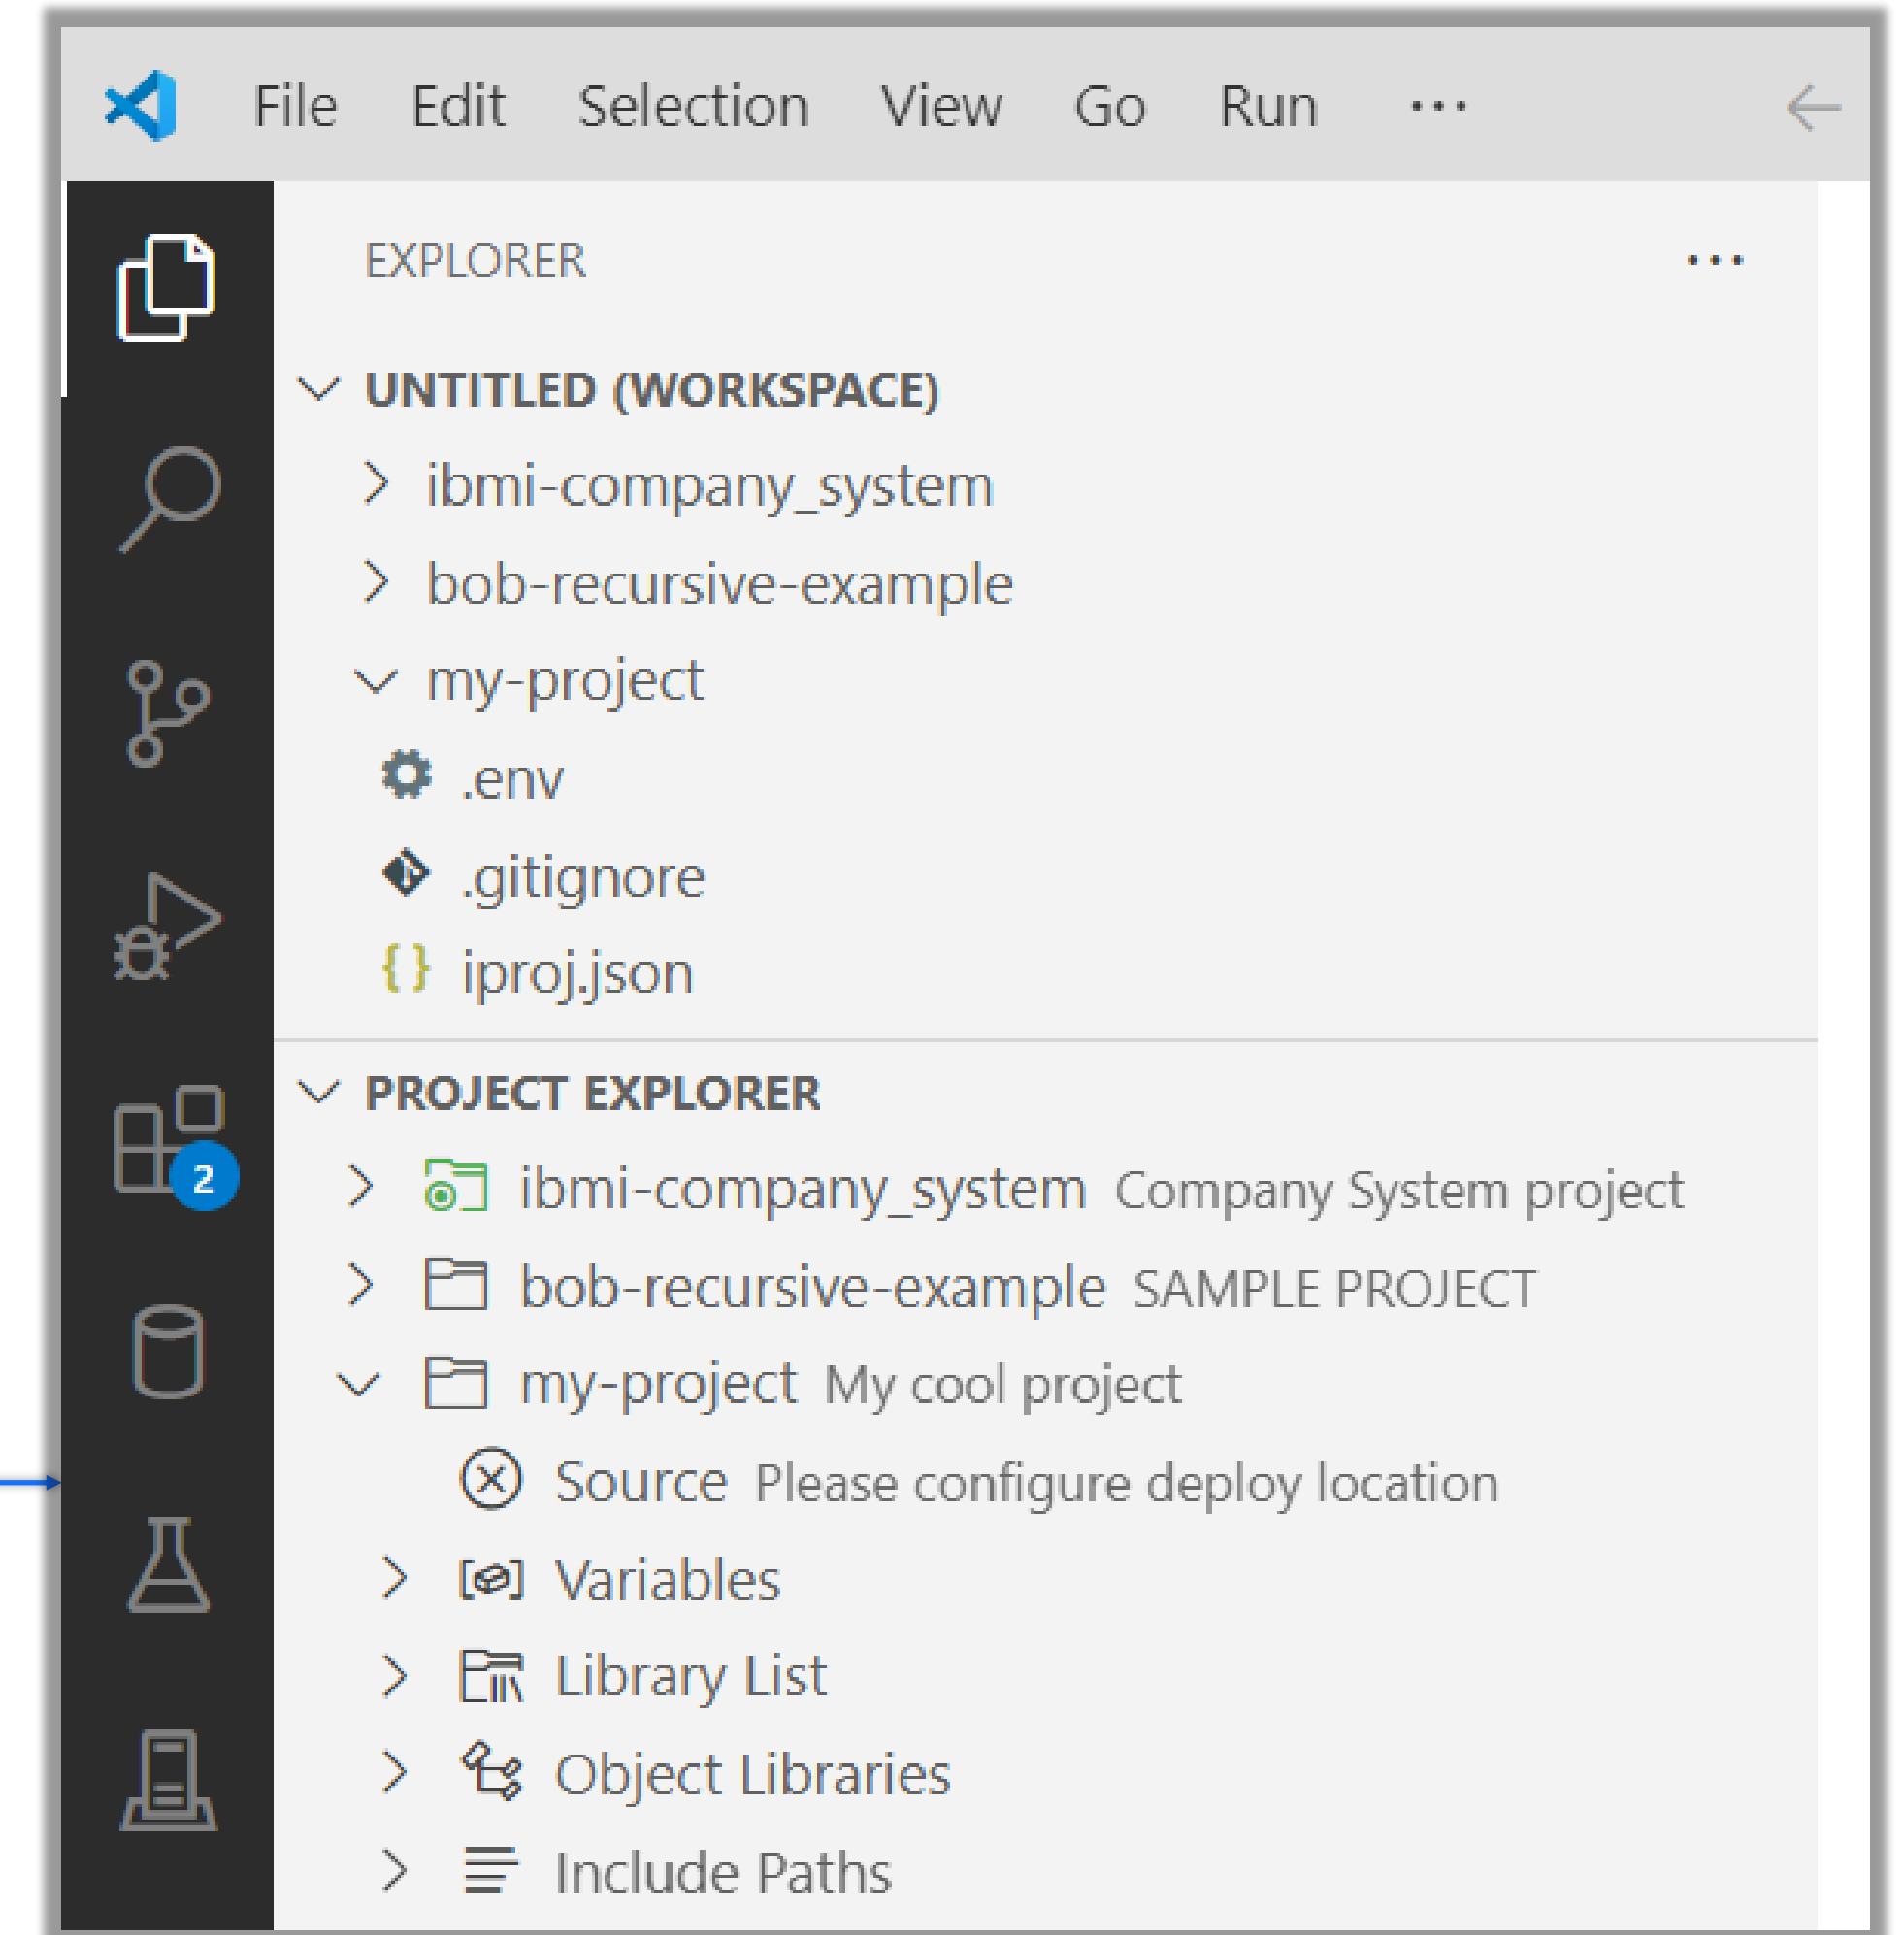 File Edit Selection View Go Run ···
EXPLORER ···
UNTITLED (WORKSPACE)
ibmi-company_system
bob-recursive-example
my-project
.env
.gitignore
{} iproj.json
PROJECT EXPLORER
2
ibmi-company_system Company System project
bob-recursive-example SAMPLE PROJECT
my-project My cool project
Source Please configure deploy location
Variables
Library List
Object Libraries
Include Paths